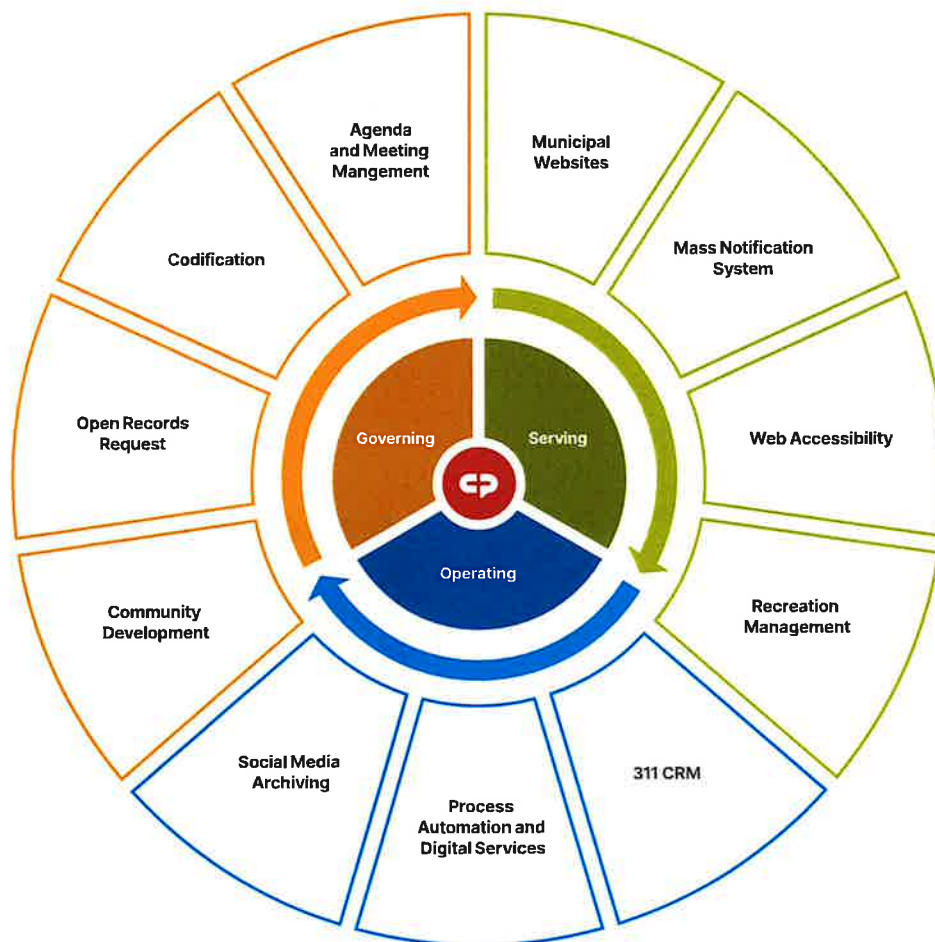 Agenda
and Meeting
Mangement
Municipal
Websites
Mass Notification
System
Web Accessibility
Recreation
Management
311 CRM
Process
Automation and
Digital Services
Social Media
Archiving
Community
Development
Open Records
Request
Codification
Governing
Serving
Operating